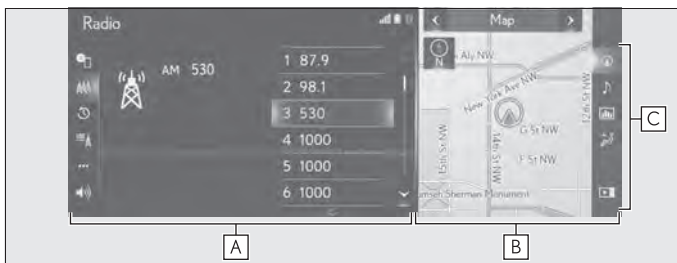 Radio
AM 530
1 87.9
2 98.1
3 530
4 1000
5 1000
6 1000
Map
N
Aly NW
New York Ave NW
12th St NW
G St NW
15th St NW
14th St NW
F St NW
Sherman Monument
A
B
C